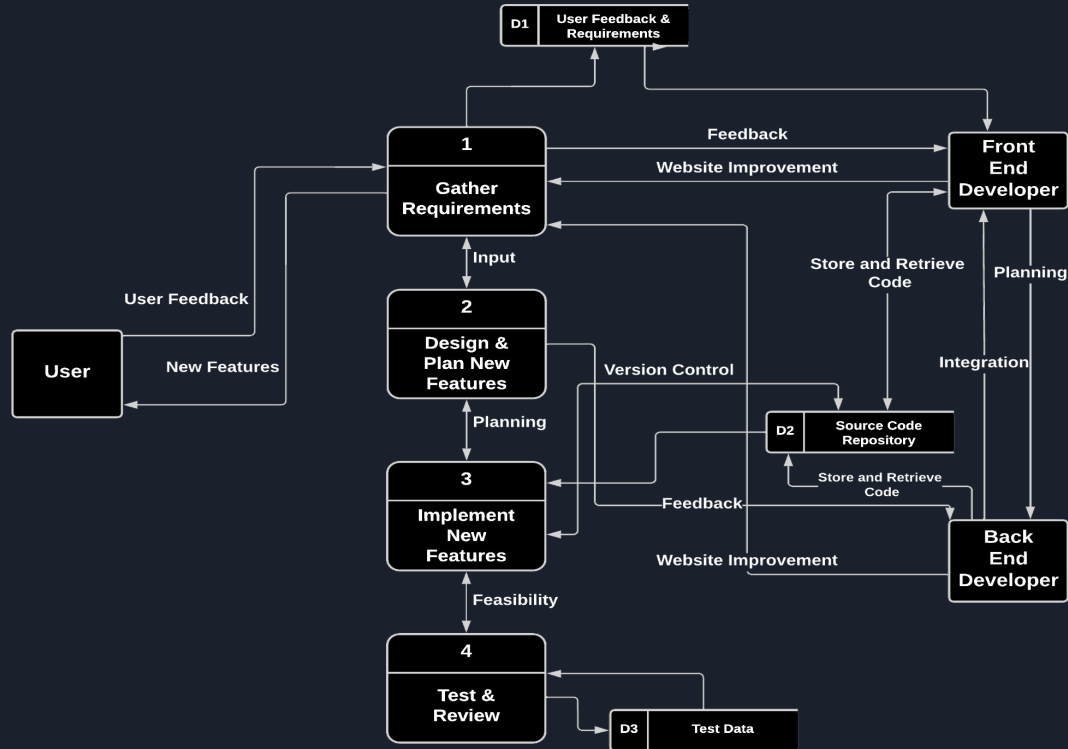 D1
User Feedback &
Requirements
1
Gather
Requirements
Feedback
Website Improvement
Front
End
Developer
Input
Store and Retrieve
Code
Planning
User Feedback
2
Design &
Plan New
Features
User
New Features
Version Control
Integration
Planning
D2
Source Code
Repository
3
Implement
New
Features
Store and Retrieve
Code
Feedback
Back
End
Developer
Website Improvement
Feasibility
4
Test &
Review
D3
Test Data